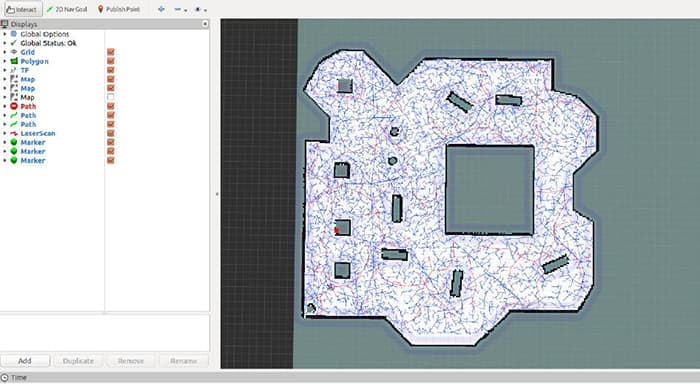 Interact 2D Nav Goal Publish Point
Displays
Global Options
Global Status: Ok
Grid
Polygon
TF
Map
Map
Map
Path
Path
Path
LaserScan
Marker
Marker
Marker
Add Duplicate Remove Rename
Time